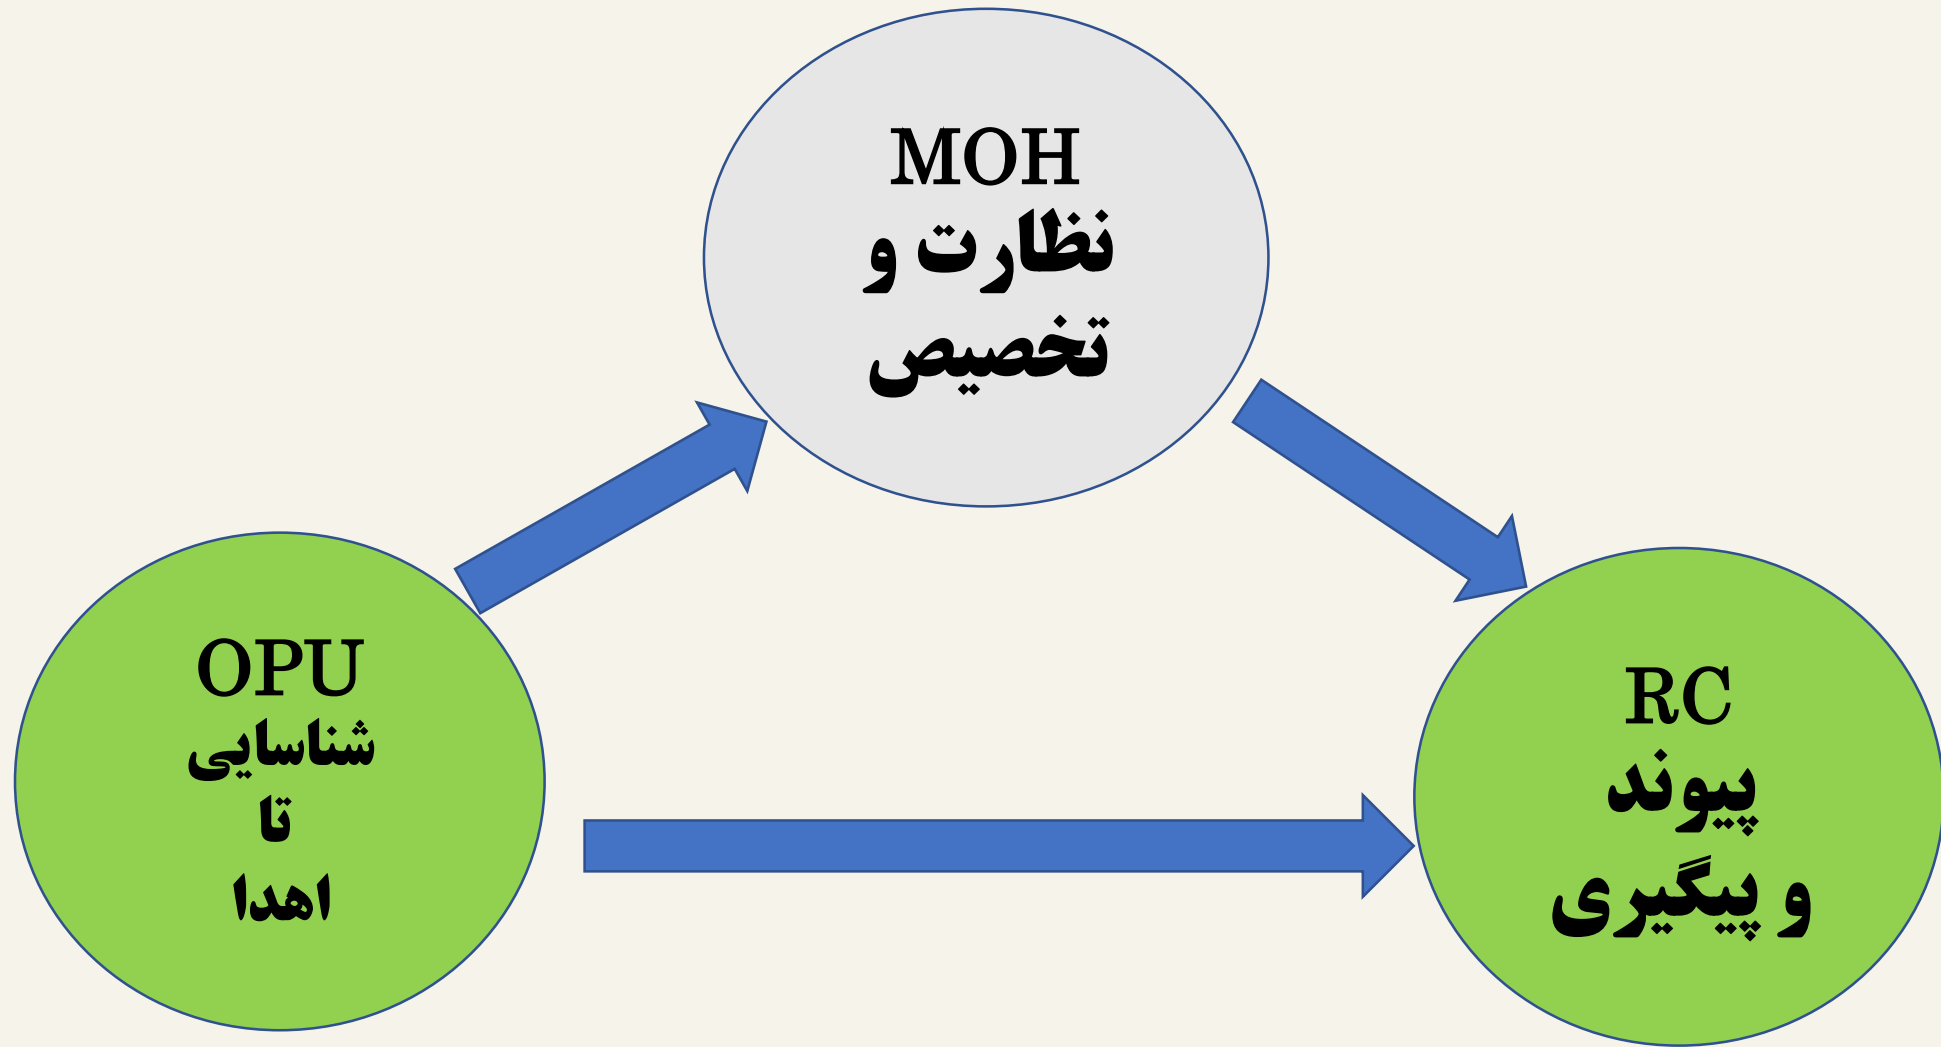 MOH
نظارت و
تخصیص
OPU
شناسایی
تا
اهدا
RC
پیوند
و پیگیری